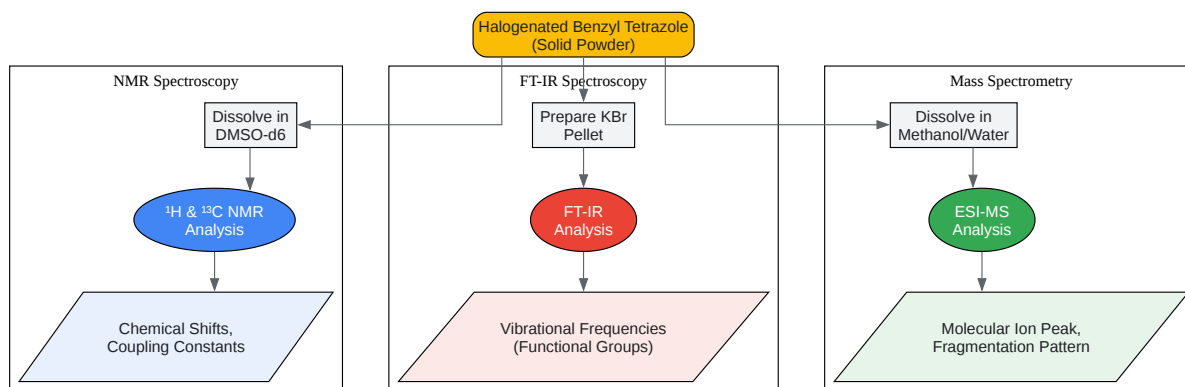 Halogenated Benzyl Tetrazole
(Solid Powder)
NMR Spectroscopy
Dissolve in
DMSO-d6
¹H & ¹³C NMR
Analysis
Chemical Shifts,
Coupling Constants
FT-IR Spectroscopy
Prepare KBr
Pellet
FT-IR
Analysis
Vibrational Frequencies
(Functional Groups)
Mass Spectrometry
Dissolve in
Methanol/Water
ESI-MS
Analysis
Molecular Ion Peak,
Fragmentation Pattern